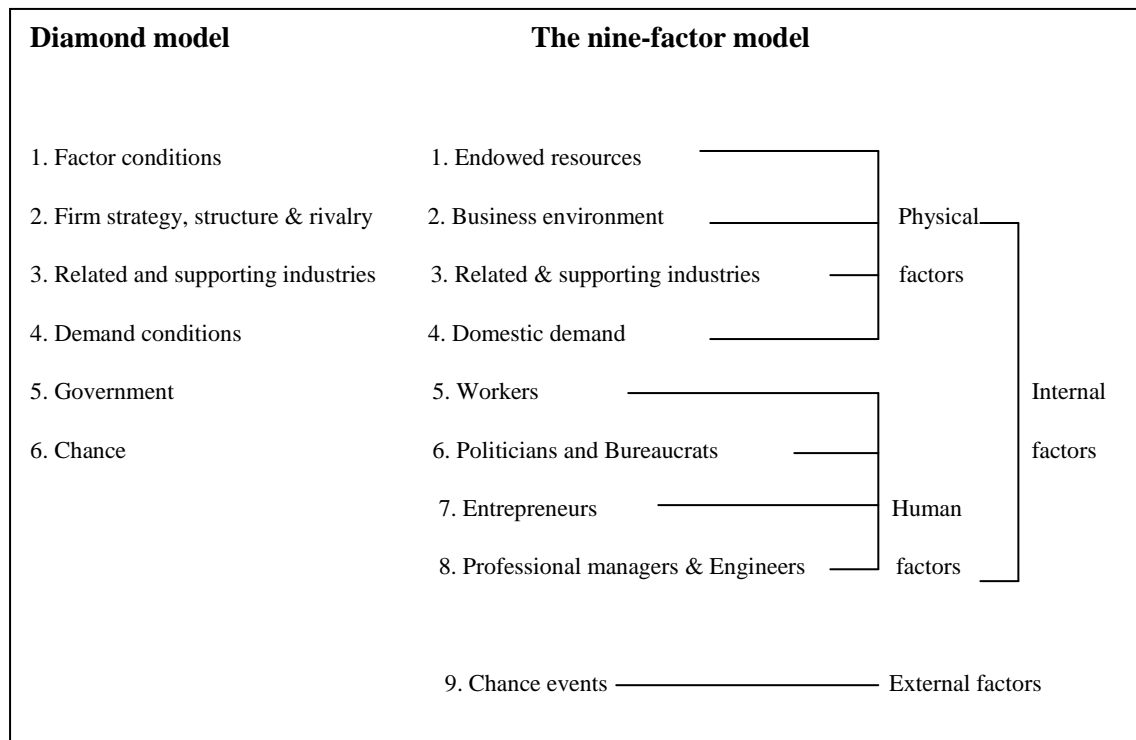 Diamond model The nine-factor model
1. Factor conditions 1. Endowed resources
2. Firm strategy, structure & rivalry 2. Business environment Physical
3. Related and supporting industries 3. Related & supporting industries factors
4. Demand conditions 4. Domestic demand
5. Government 5. Workers Internal
6. Chance 6. Politicians and Bureaucrats factors
7. Entrepreneurs Human
8. Professional managers & Engineers factors
9. Chance events External factors